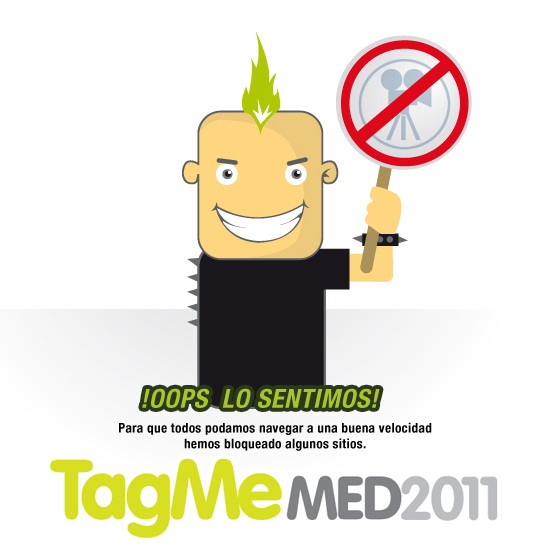 !OOPS LO SENTIMOS!
Para que todos podamos navegar a una buena velocidad
hemos bloqueado algunos sitios.
TagMe MED2011